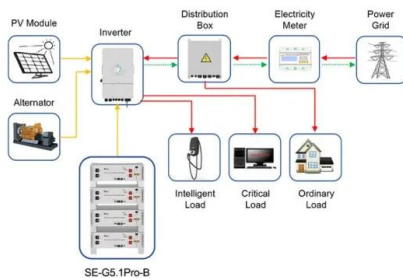 PV Module
Inverter
Distribution
Box
Electricity
Meter
Power
Grid
Alternator
Intelligent
Load
Critical
Load
Ordinary
Load
SE-G5.1Pro-B